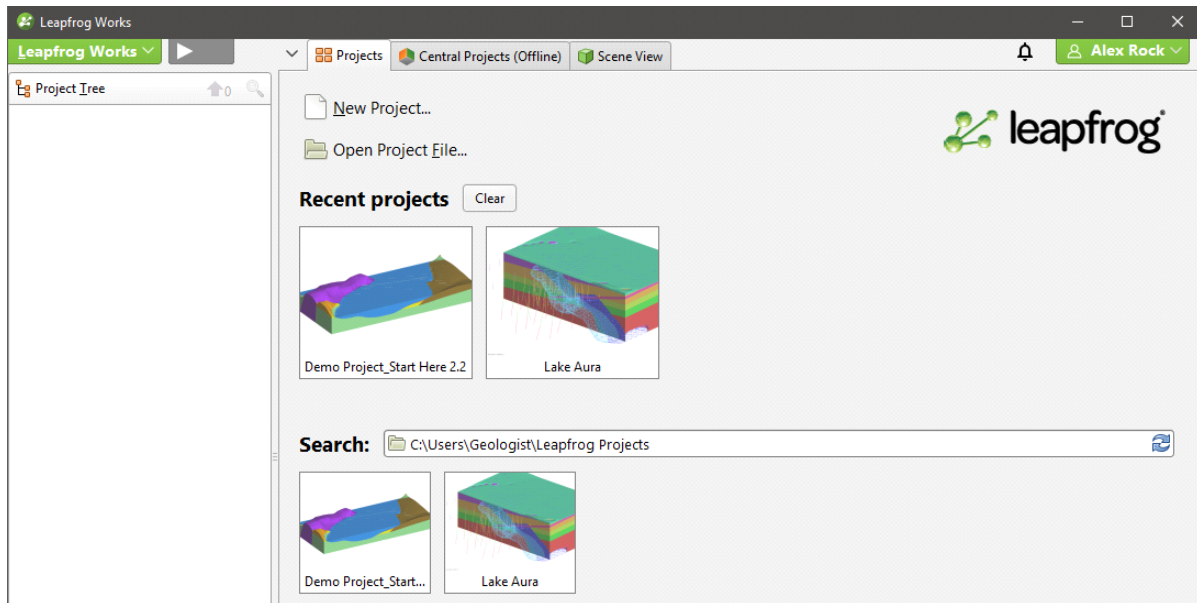 Leapfrog Works
Leapfrog Works
Projects
Central Projects (Offline)
Scene View
Alex Rock
Project Tree
0
New Project...
Open Project File...
leapfrog
Recent projects
Clear
Demo Project_Start Here 2.2
Lake Aura
Search:
C:\Users\Geologist\Leapfrog Projects
Demo Project_Start...
Lake Aura